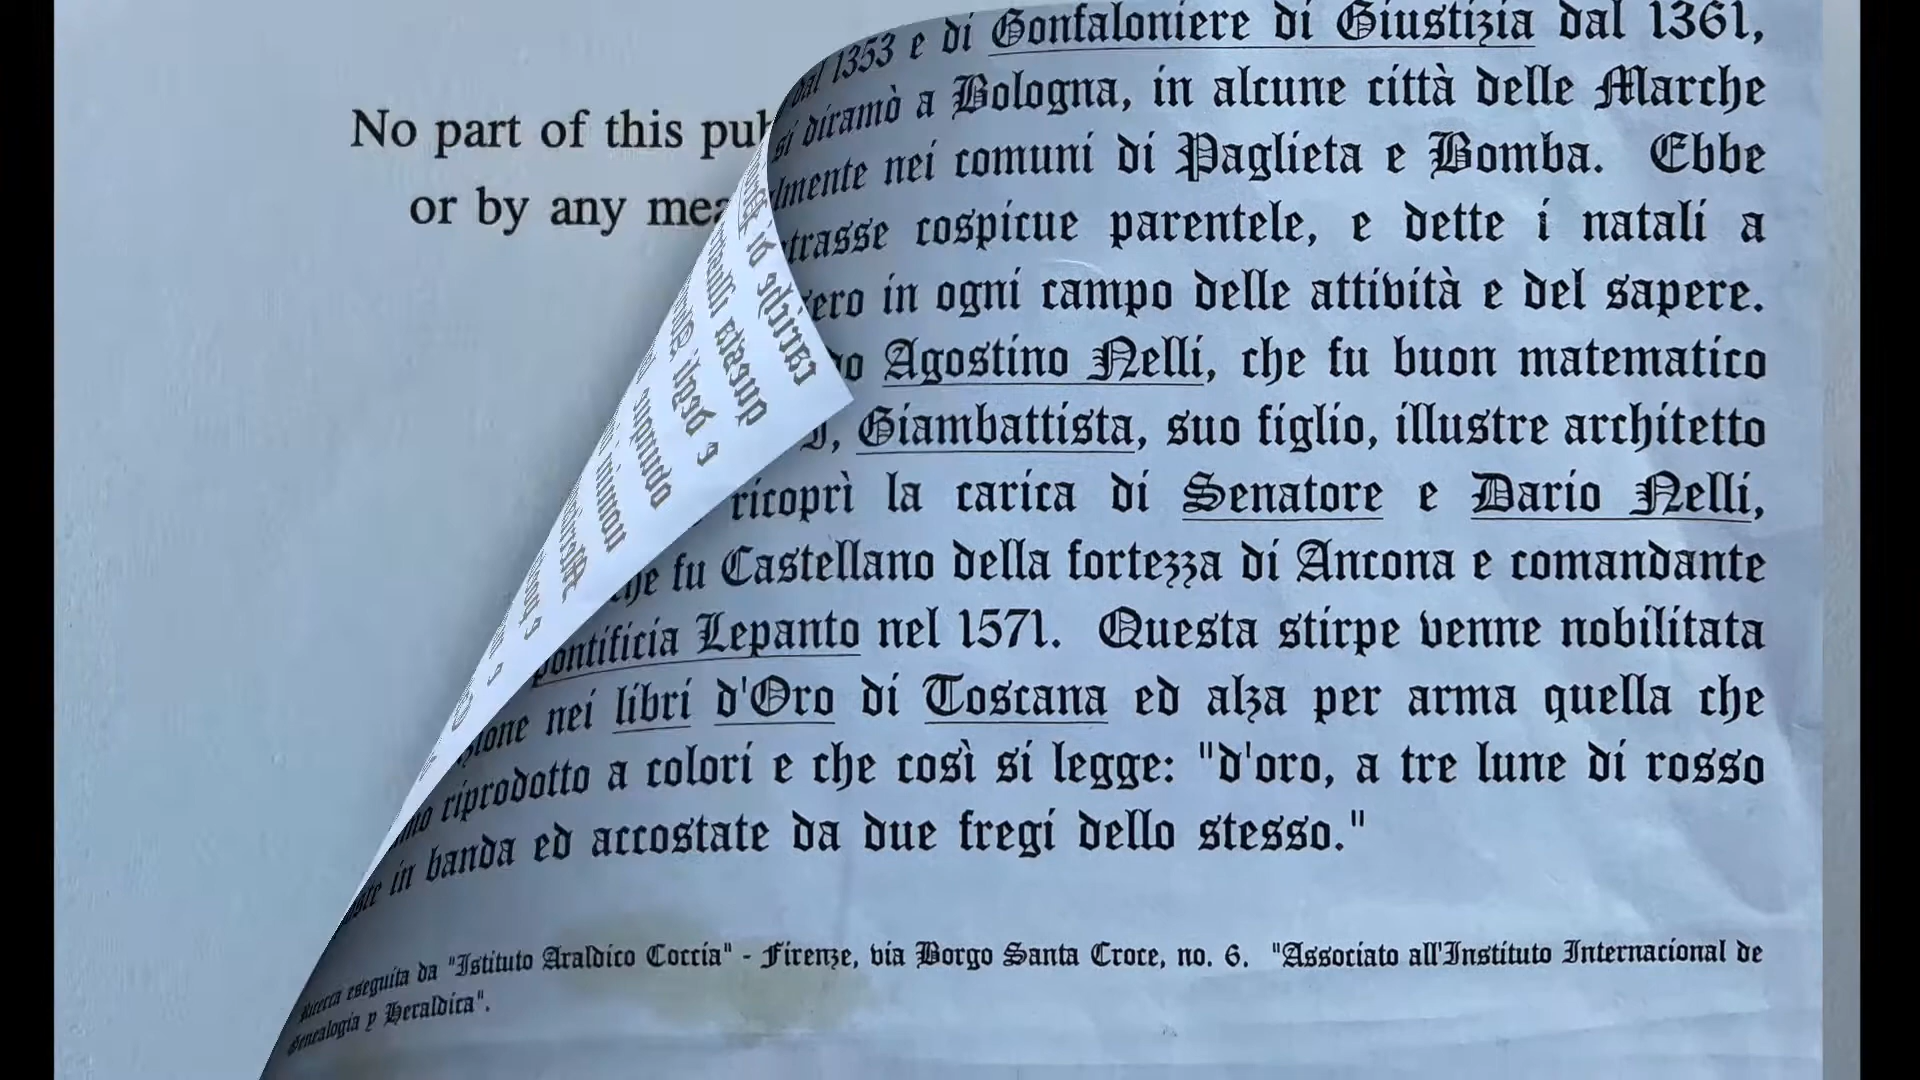 No part of this pub
or by any mea
dal 1353 e di Gonfaloniere di Giustizia dal 1361,
si diramò a Bologna, in alcune città delle Marche
lmente nei comuni di Paglieta e Bomba. Ebbe
trasse cospicue parentele, e dette i natali a
ero in ogni campo delle attività e del sapere.
o Agostino Nelli, che fu buon matematico
, Giambattista, suo figlio, illustre architetto
ricoprì la carica di Senatore e Dario Nelli,
he fu Castellano della fortezza di Ancona e comandante
pontificia Lepanto nel 1571. Questa stirpe venne nobilitata
zione nei libri d'Oro di Toscana ed alza per arma quella che
mo riprodotto a colori e che così si legge: "d'oro, a tre lune di rosso
ste in banda ed accostate da due fregi dello stesso."
Ricerca eseguita da "Istituto Araldico Coccia" - Firenze, via Borgo Santa Croce, no. 6. "Associato all'Instituto Internacional de
Genealogia y Heraldica".